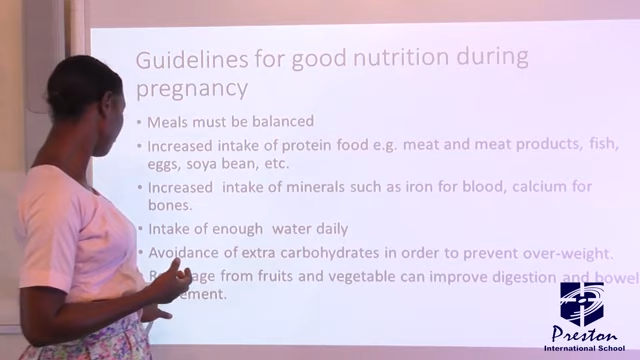 Guidelines for good nutrition during
pregnancy
• Meals must be balanced
• Increased intake of protein food e.g. meat and meat products, fish,
eggs, soya bean, etc.
• Increased intake of minerals such as iron for blood, calcium for
bones.
• Intake of enough water daily
• Avoidance of extra carbohydrates in order to prevent over-weight.
from fruits and vegetable can improve digestion and bowel
Preston
International School